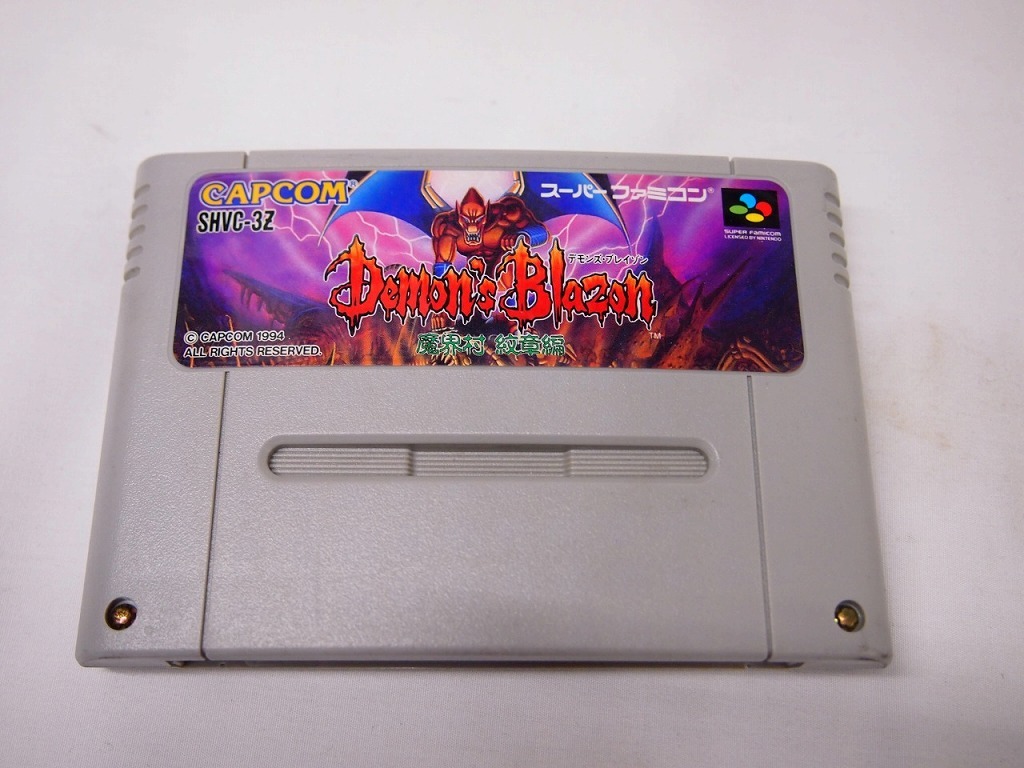 CAPCOM®
SHVC-3Z
スーパーファミコン®
SUPER FAMICOM
LICENSED BY NINTENDO
デモンズ・ブレイゾン
Demon's Blazon
TM
魔界村 紋章編
© CAPCOM 1994
ALL RIGHTS RESERVED.